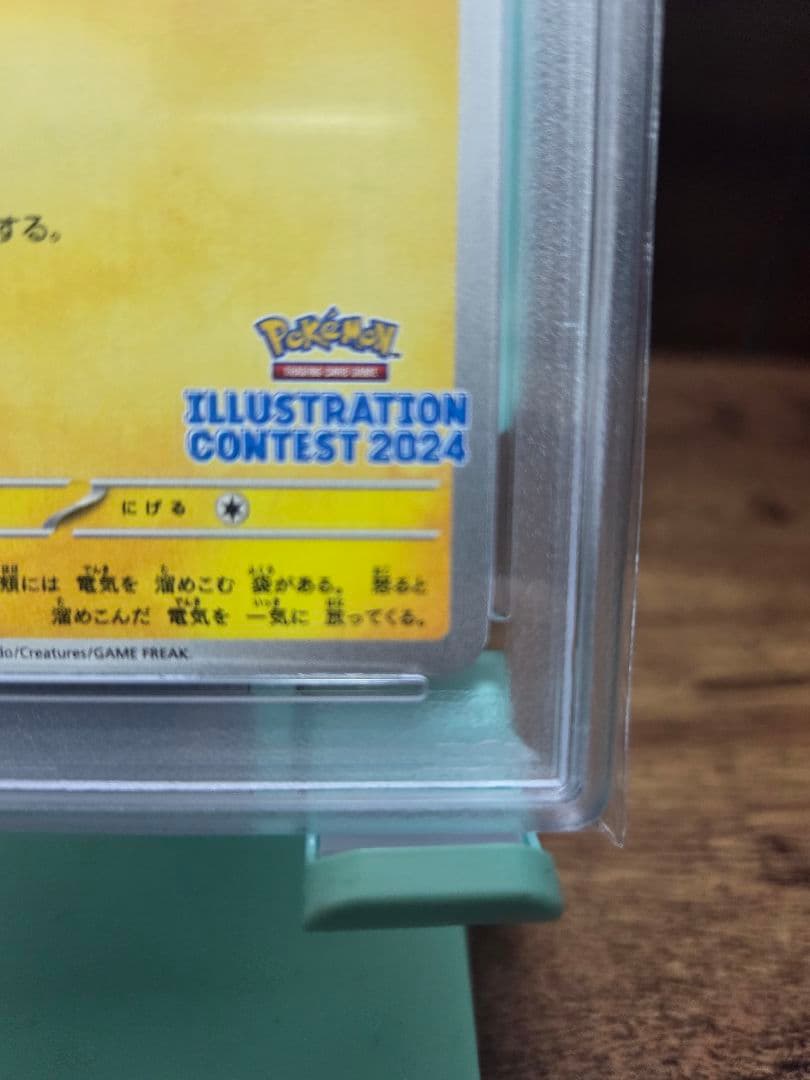 する。
Pokémon
TRADING CARD GAME
ILLUSTRATION
CONTEST 2024
にげる
頬には 電気を 溜めこむ 袋がある。 怒ると
溜めこんだ 電気を 一気に 放ってくる。
do/Creatures/GAME FREAK